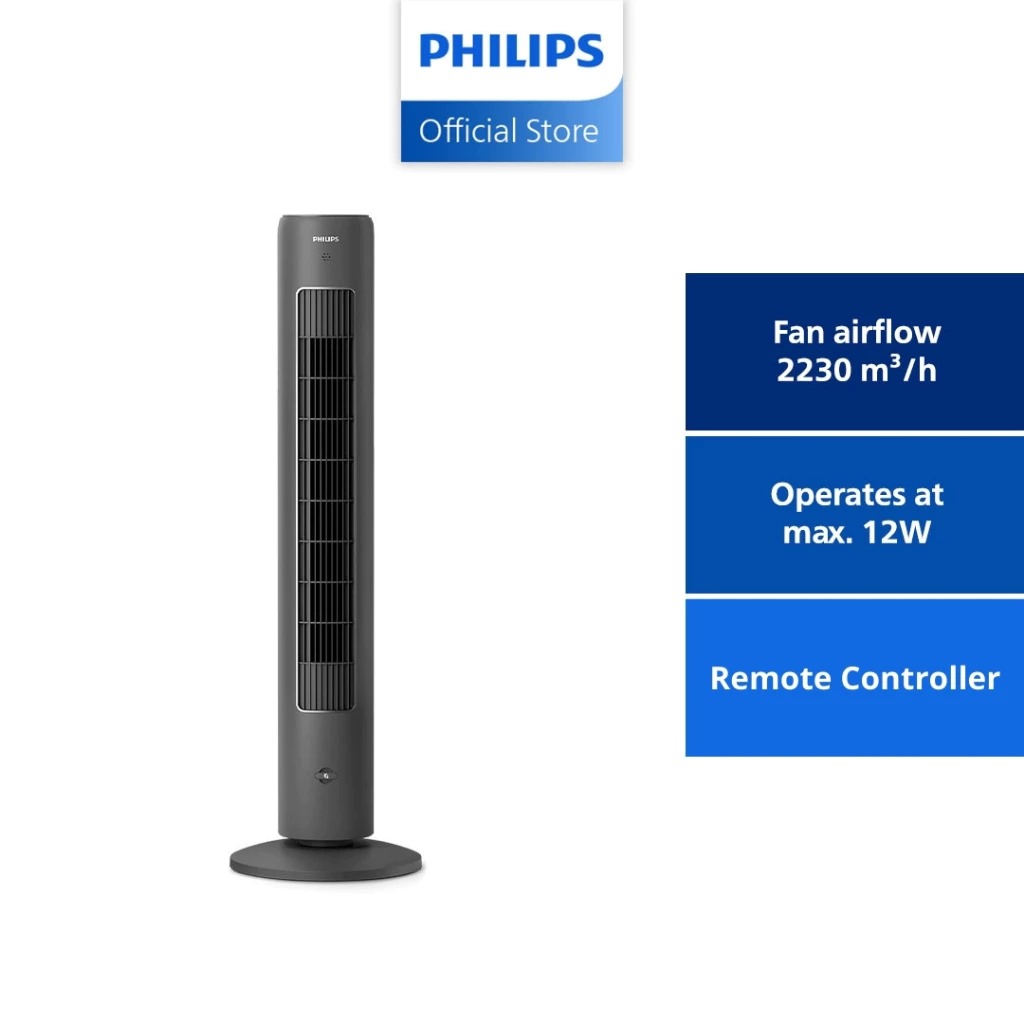 PHILIPS
Official Store
PHILIPS
Fan airflow
2230 m³/h
Operates at
max. 12W
Remote Controller